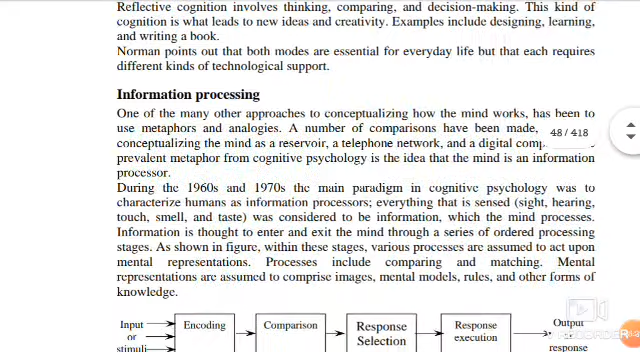 Reflective cognition involves thinking, comparing, and decision-making. This kind of
cognition is what leads to new ideas and creativity. Examples include designing, learning,
and writing a book.
Norman points out that both modes are essential for everyday life but that each requires
different kinds of technological support.
Information processing
One of the many other approaches to conceptualizing how the mind works, has been to
use metaphors and analogies. A number of comparisons have been made,
conceptualizing the mind as a reservoir, a telephone network, and a digital
48 / 418
prevalent metaphor from cognitive psychology is the idea that the mind is an information
processor.
During the 1960s and 1970s the main paradigm in cognitive psychology was to
characterize humans as information processors; everything that is sensed (sight, hearing,
touch, smell, and taste) was considered to be information, which the mind processes.
Information is thought to enter and exit the mind through a series of ordered processing
stages. As shown in figure, within these stages, various processes are assumed to act upon
mental representations. Processes include comparing and matching. Mental
representations are assumed to comprise images, mental models, rules, and other forms of
knowledge.
Input
or
stimuli
Encoding
Comparison
Response
Selection
Response
execution
Output
response